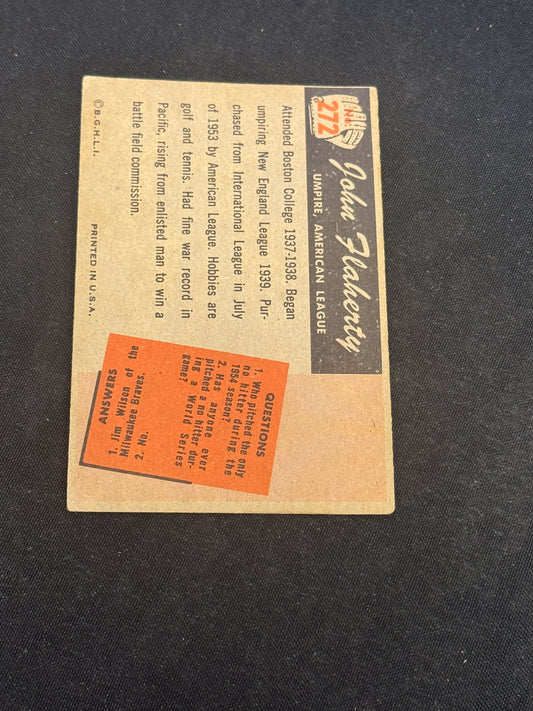 No.
272
John Flaherty
UMPIRE, AMERICAN LEAGUE
Attended Boston College 1937-1938. Began
umpiring New England League 1939. Pur-
chased from International League in July
of 1953 by American League. Hobbies are
golf and tennis. Had fine war record in
Pacific, rising from enlisted man to win a
battle field commission.
©B.G.H.L.I.
PRINTED IN U.S.A.
QUESTIONS
1. Who pitched the only
no hitter during the
1954 season?
2. Has anyone ever
pitched a no hitter dur-
ing a World Series
game?
ANSWERS
1. Jim Wilson of the
Milwaukee Braves.
2. No.